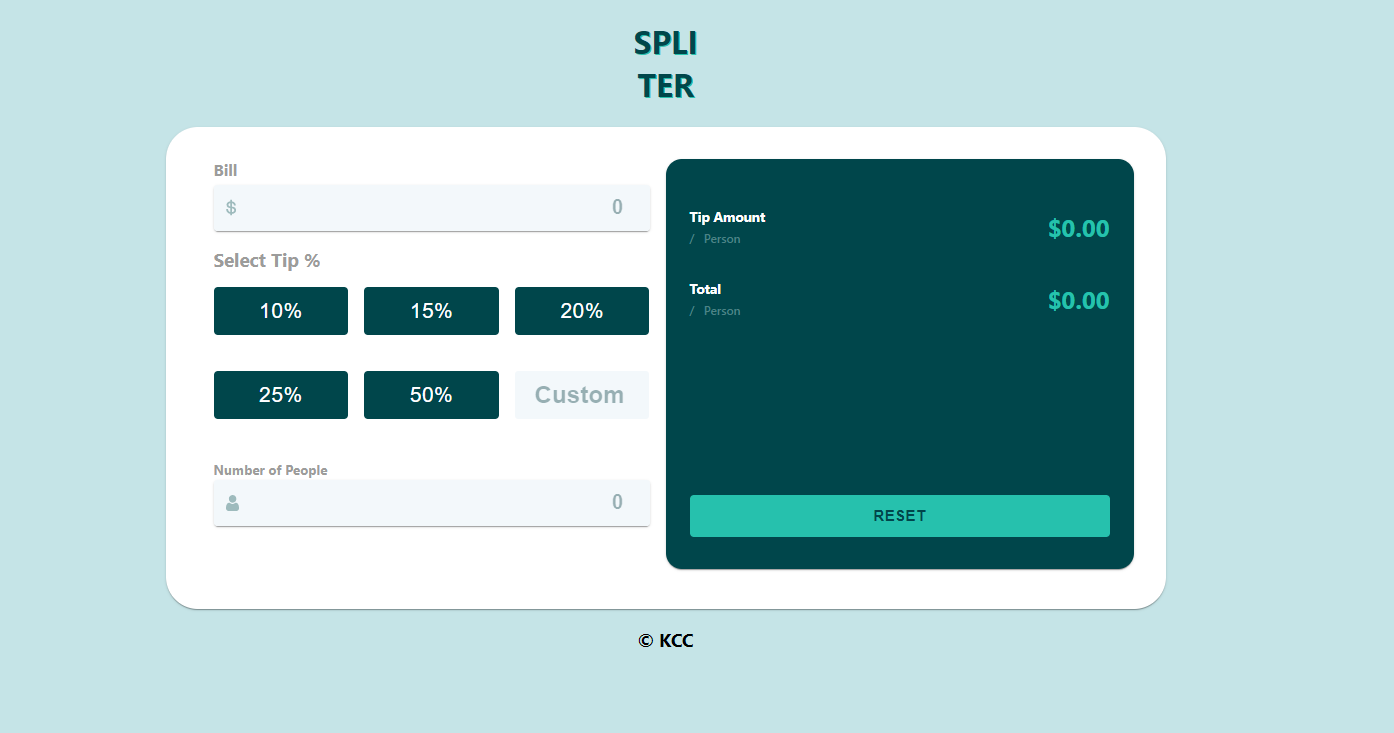 SPLI
TER
Bill
$ 0
Select Tip %
10% 15% 20%
25% 50% Custom
Number of People
0
Tip Amount
/ Person
$0.00
Total
/ Person
$0.00
RESET
© KCC